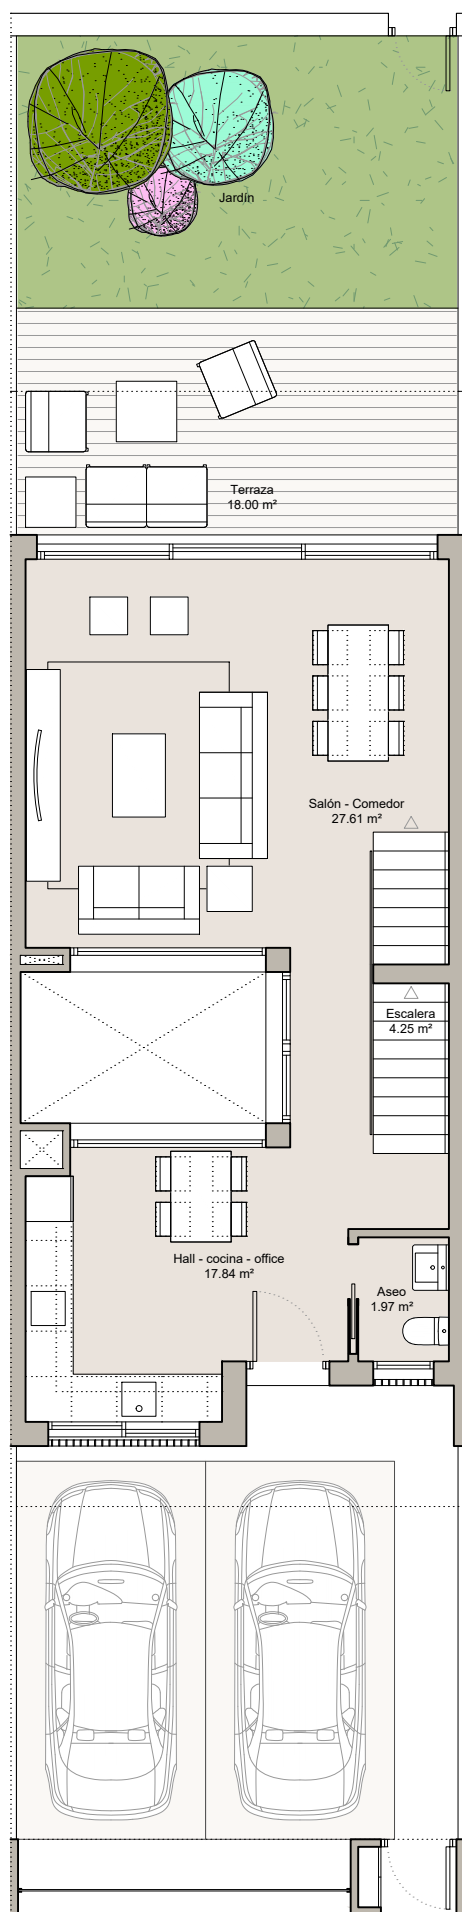 Jardín
Terraza
18.00 m²
Salón - Comedor
27.61 m²
Escalera
4.25 m²
Hall - cocina - office
17.84 m²
Aseo
1.97 m²